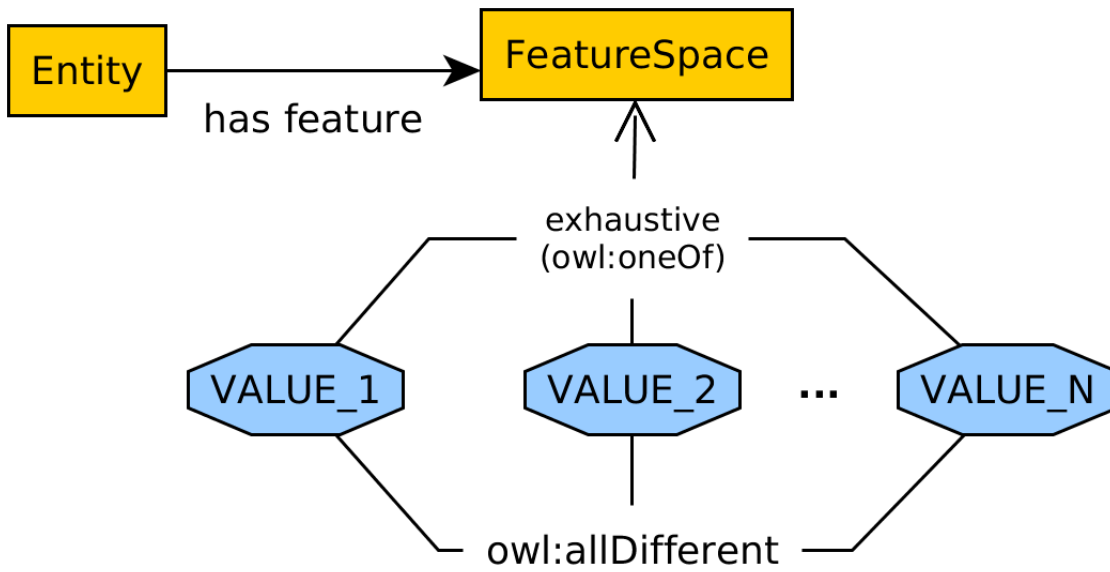 Entity
FeatureSpace
has feature
exhaustive
(owl:oneOf)
VALUE_1
VALUE_2
...
VALUE_N
owl:allDifferent